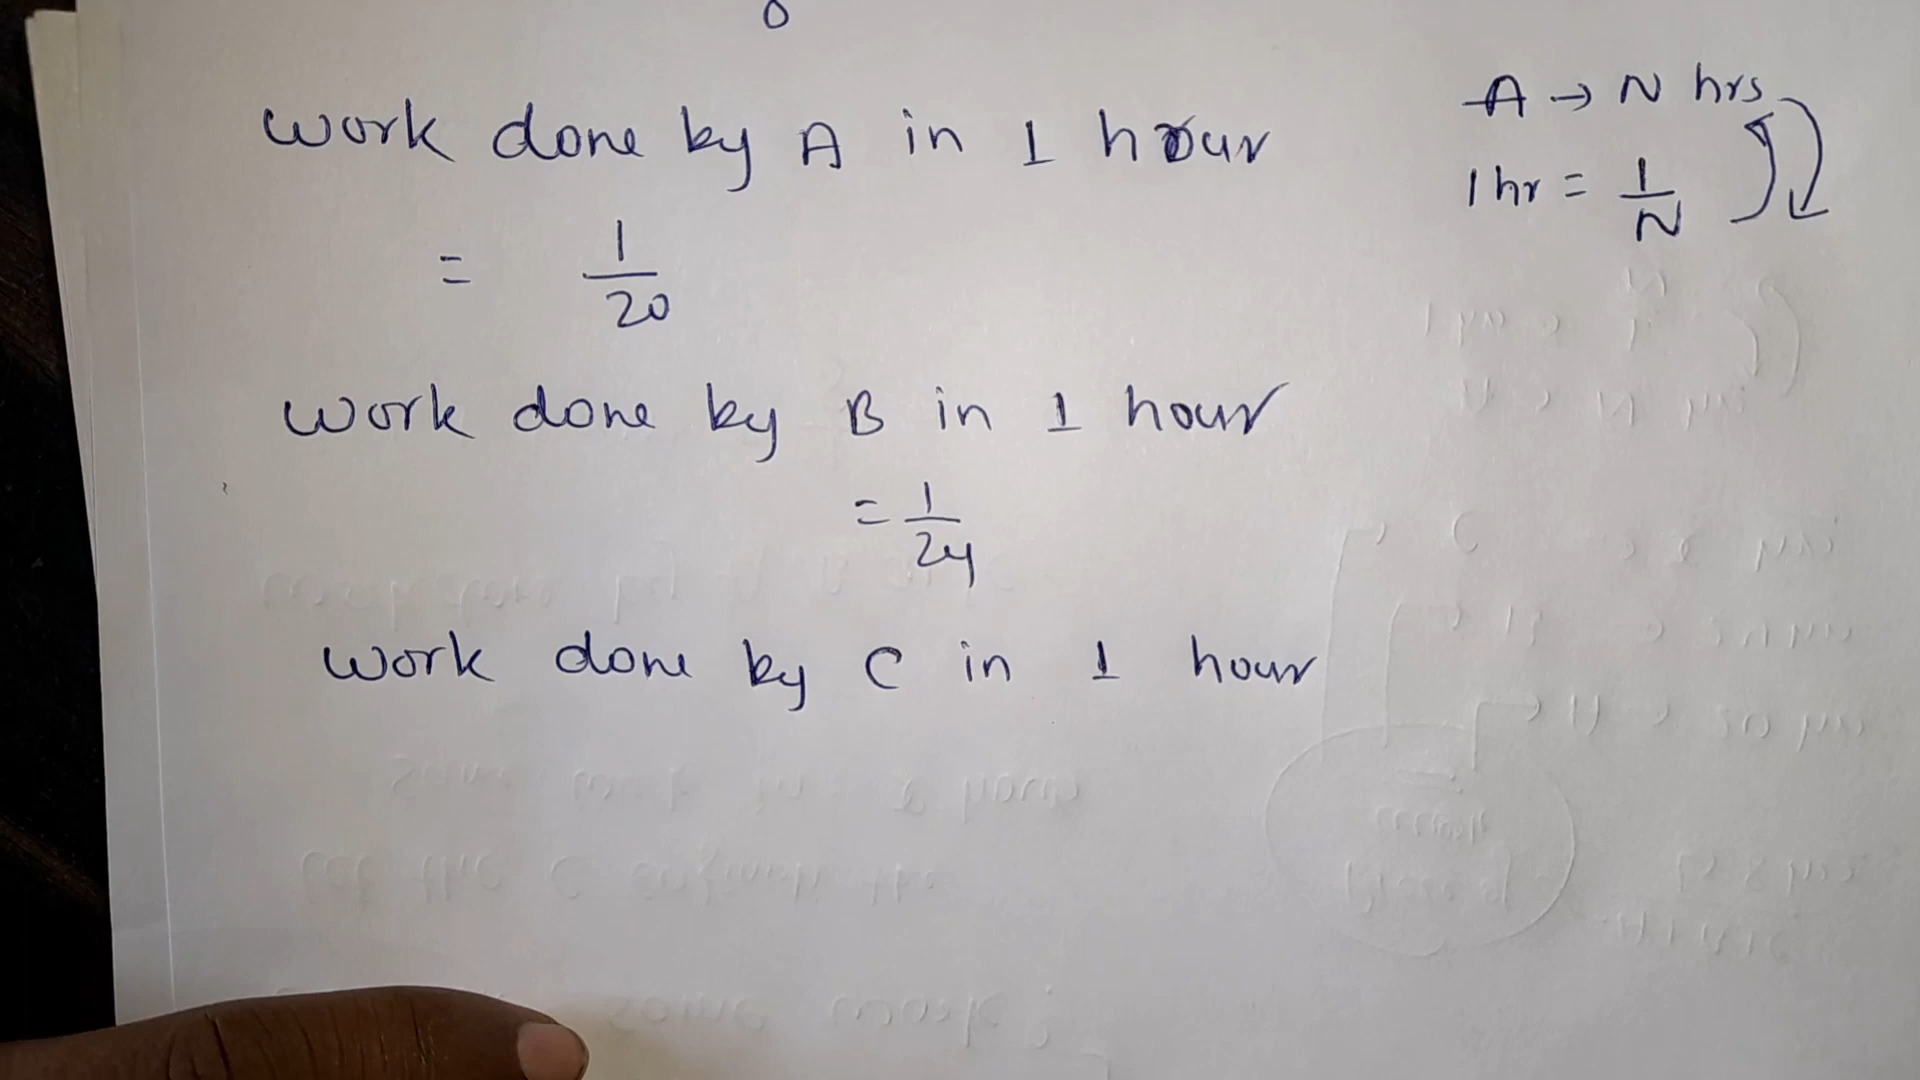 work done by A in 1 hour
= 1/20
work done by B in 1 hour
= 1/24
work done by C in 1 hour
A → N hrs
1 hr = 1/N